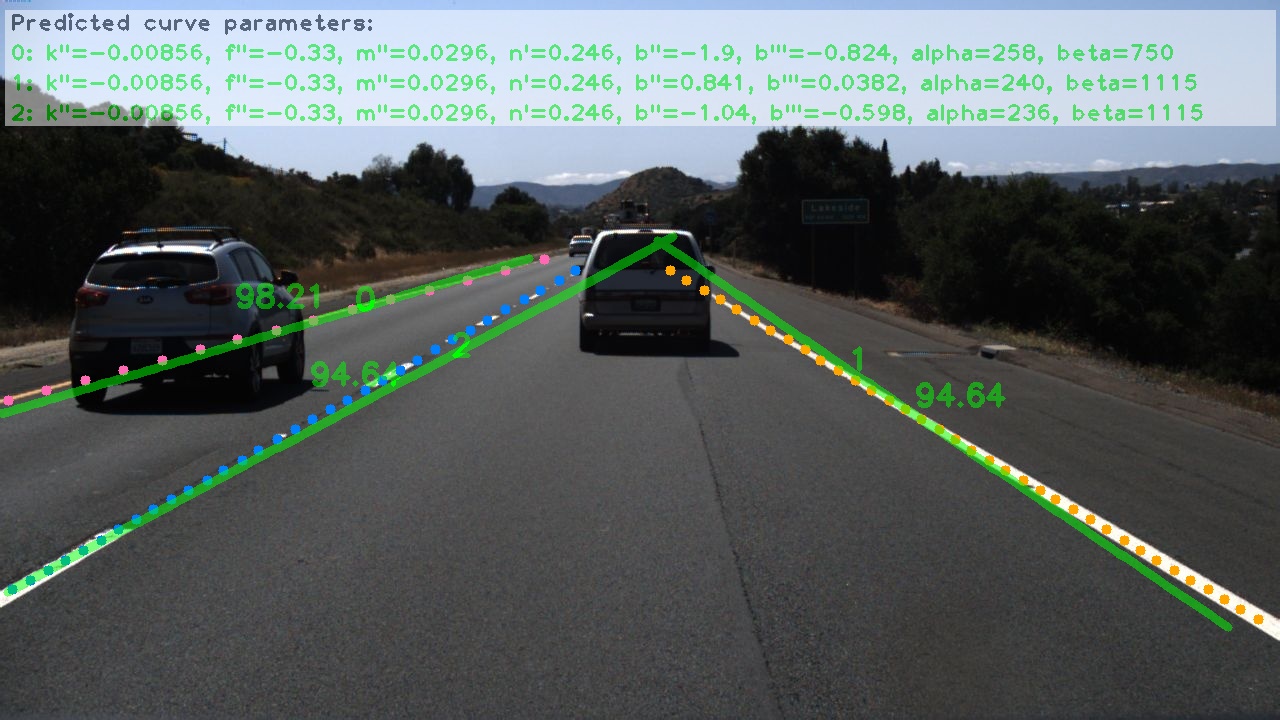 Predicted curve parameters:
0: k''=-0.00856, f''=-0.33, m''=0.0296, n'=0.246, b''=-1.9, b'''=-0.824, alpha=258, beta=750
1: k''=-0.00856, f''=-0.33, m''=0.0296, n'=0.246, b''=0.841, b'''=0.0382, alpha=240, beta=1115
2: k''=-0.00856, f''=-0.33, m''=0.0296, n'=0.246, b''=-1.04, b'''=-0.598, alpha=236, beta=1115
Lakeside
98.21 0
2
94.64
1
94.64